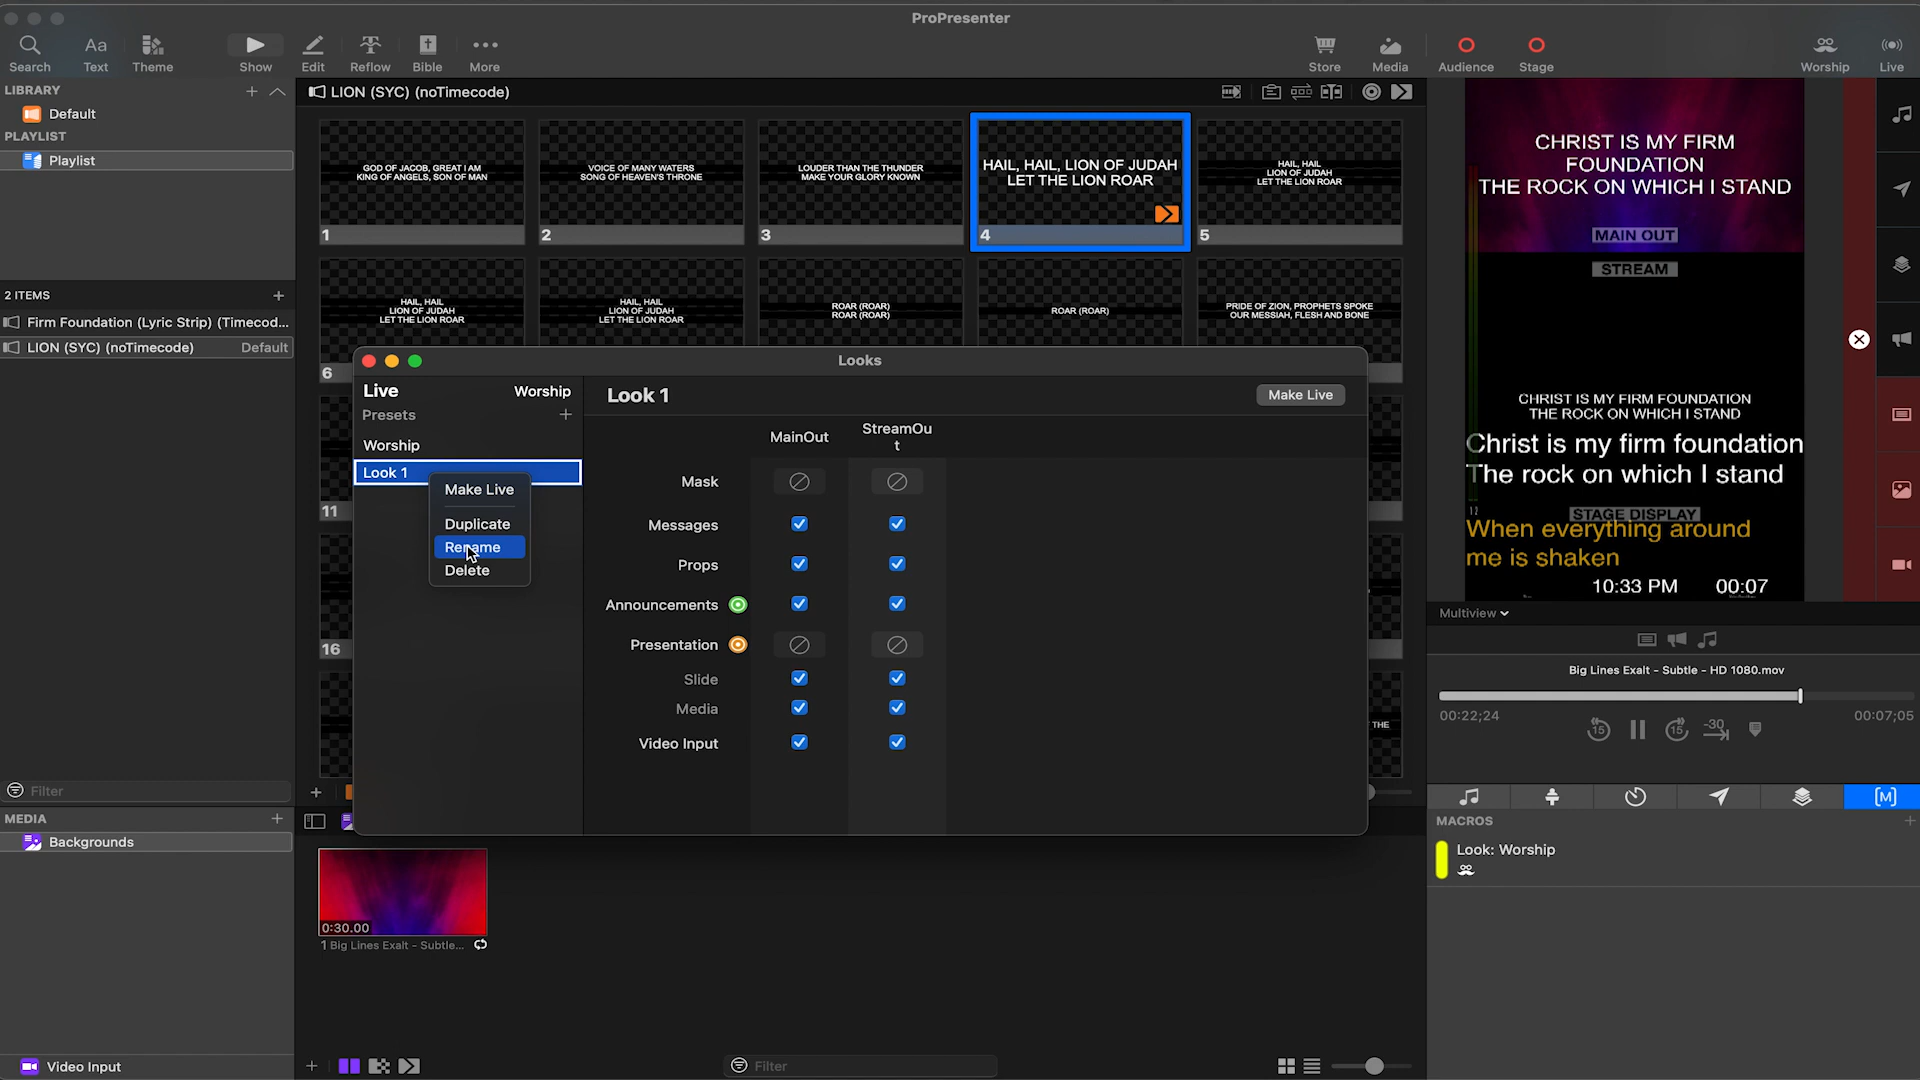 ProPresenter
Search
Text
Theme
Show
Edit
Reflow
Bible
More
Store
Media
Audience
Stage
Worship
Live
LIBRARY
Default
PLAYLIST
Playlist
2 ITEMS
Firm Foundation (Lyric Strip) (Timecod...
LION (SYC) (noTimecode) Default
Filter
MEDIA
Backgrounds
Video Input
LION (SYC) (noTimecode)
GOD OF JACOB, GREAT I AM
KING OF ANGELS, SON OF MAN
1
VOICE OF MANY WATERS
SONG OF HEAVEN'S THRONE
2
LOUDER THAN THE THUNDER
MAKE YOUR GLORY KNOWN
3
HAIL, HAIL, LION OF JUDAH
LET THE LION ROAR
4
HAIL, HAIL
LION OF JUDAH
LET THE LION ROAR
5
HAIL, HAIL
LION OF JUDAH
LET THE LION ROAR
6
HAIL, HAIL
LION OF JUDAH
LET THE LION ROAR
ROAR (ROAR)
ROAR (ROAR)
ROAR (ROAR)
PRIDE OF ZION, PROPHETS SPOKE
OUR MESSIAH, FLESH AND BONE
11
16
THE
Looks
Live Worship
Presets
Worship
Look 1
Make Live
Duplicate
Rename
Delete
Look 1
Make Live
MainOut
StreamOu
t
Mask
Messages
Props
Announcements
Presentation
Slide
Media
Video Input
0:30.00
1 Big Lines Exalt - Subtle...
Filter
CHRIST IS MY FIRM
FOUNDATION
THE ROCK ON WHICH I STAND
MAIN OUT
STREAM
CHRIST IS MY FIRM FOUNDATION
THE ROCK ON WHICH I STAND
Christ is my firm foundation
The rock on which I stand
STAGE DISPLAY
When everything around
me is shaken
10:33 PM 00:07
Multiview
Big Lines Exalt - Subtle - HD 1080.mov
00:22;24
00:07;05
15
15
-30
[M]
MACROS
Look: Worship